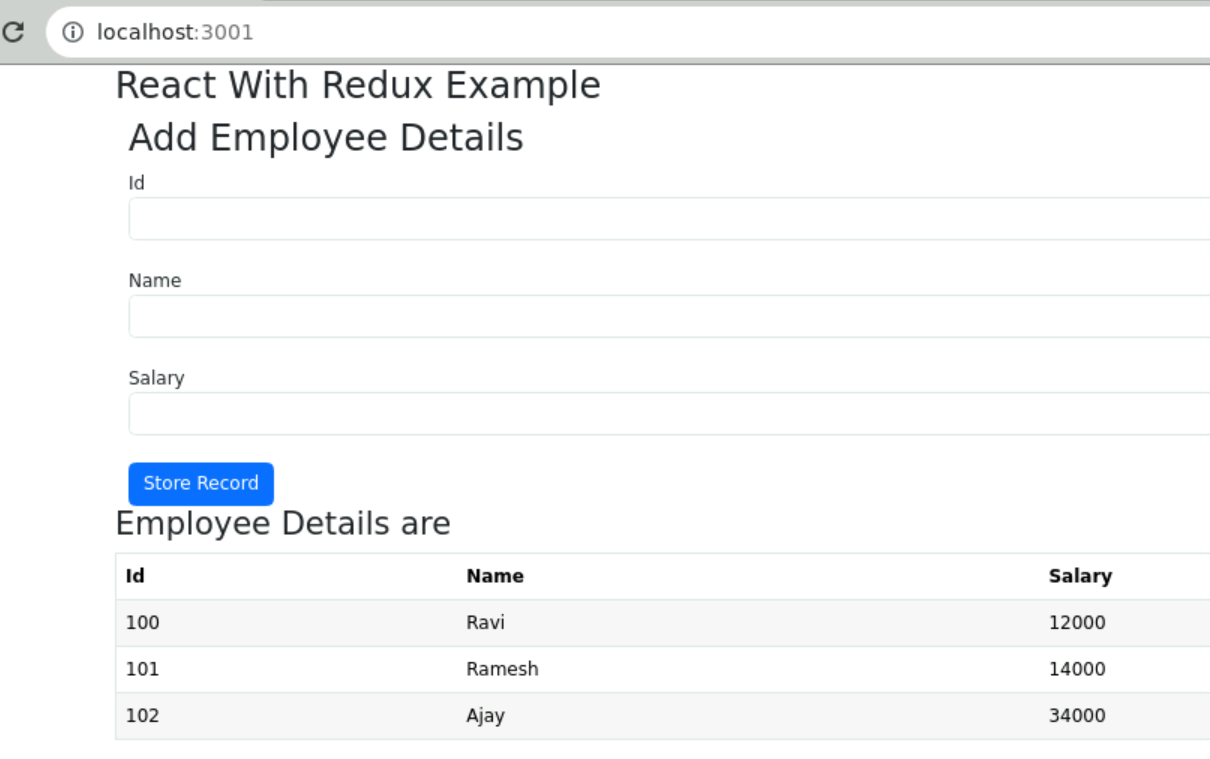 localhost:3001
React With Redux Example
Add Employee Details
Id
Name
Salary
Store Record
Employee Details are
Id Name Salary
100 Ravi 12000
101 Ramesh 14000
102 Ajay 34000